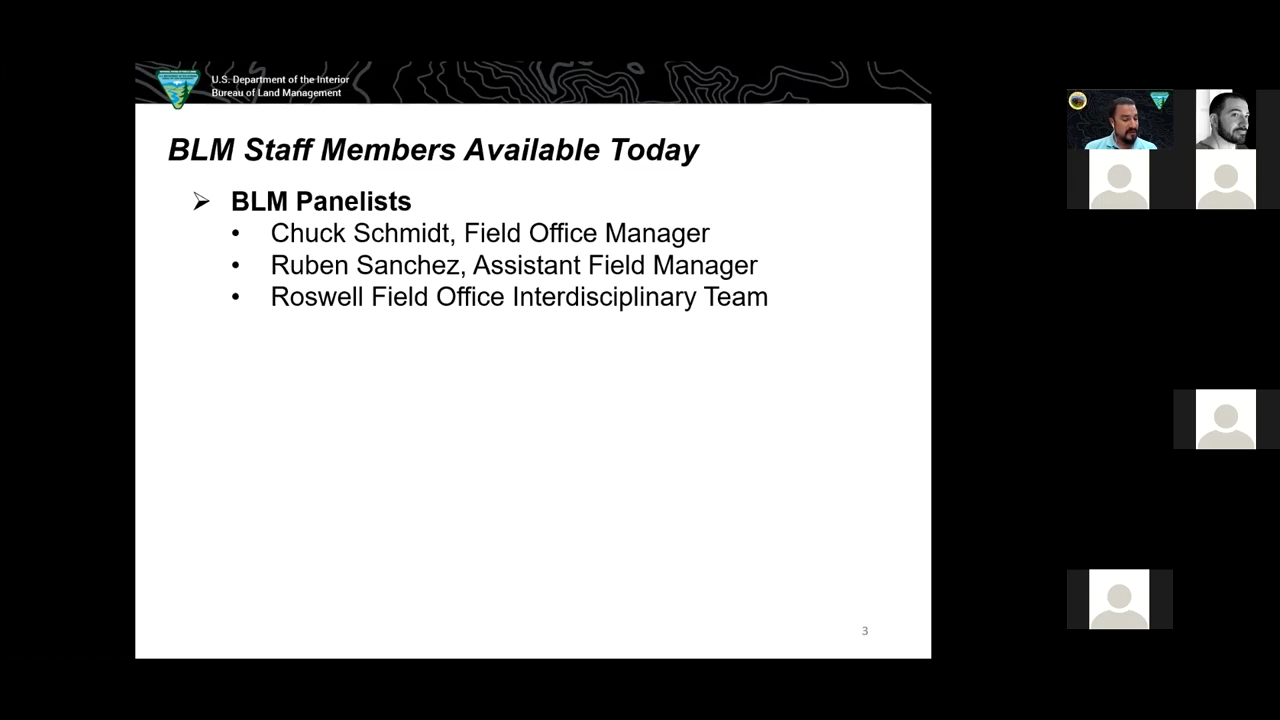 U.S. Department of the Interior
Bureau of Land Management
BLM Staff Members Available Today
➢ BLM Panelists
• Chuck Schmidt, Field Office Manager
• Ruben Sanchez, Assistant Field Manager
• Roswell Field Office Interdisciplinary Team
3